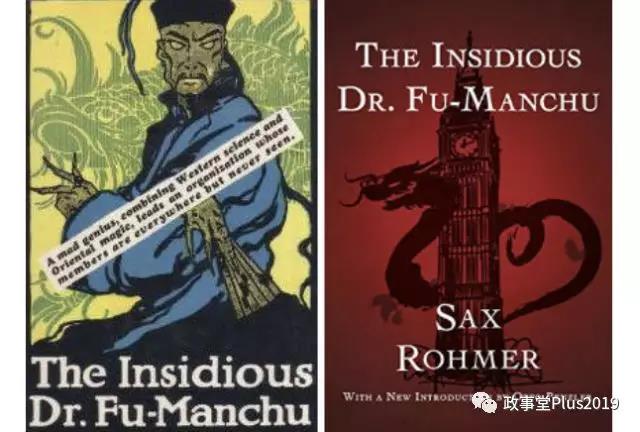 A mad genius, combining Western science and
Oriental magic, leads an organization whose
members are everywhere but never seen.
The Insidious
Dr. Fu-Manchu
The Insidious
Dr. Fu-Manchu
Sax
Rohmer
With a New Introduction by
政事堂Plus2019